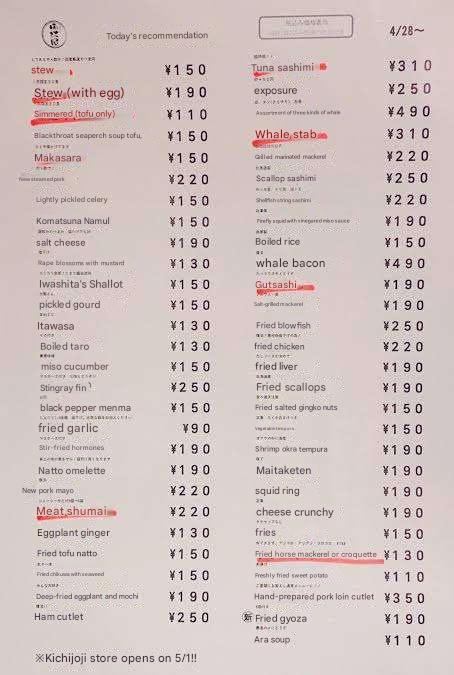 Today's recommendation
4/28~
stew ¥150
Stew (with egg) ¥190
Simmered (tofu only) ¥110
Blackthroat seaperch soup tofu, ¥150
Makasara ¥150
New steamed pork ¥220
Lightly pickled celery ¥150
Komatsuna Namul ¥150
salt cheese ¥190
Rape blossoms with mustard ¥130
Iwashita's Shallot ¥150
pickled gourd ¥150
Itawasa ¥130
Boiled taro ¥130
miso cucumber ¥150
Stingray fin ¥250
black pepper menma ¥150
fried garlic ¥90
Stir-fried hormones ¥190
Natto omelette ¥190
New pork mayo ¥220
Meat shumai ¥220
Eggplant ginger ¥130
Fried tofu natto ¥150
Fried chikuwa with seaweed ¥150
Deep-fried eggplant and mochi ¥190
Ham cutlet ¥250
Tuna sashimi ¥310
exposure ¥250
Assortment of three kinds of whale ¥490
Whale stab ¥310
Grilled marinated mackerel ¥220
Scallop sashimi ¥250
Shellfish string sashimi ¥220
Firefly squid with vinegared miso sauce ¥190
Boiled rice ¥150
whale bacon ¥490
Gutsashi ¥190
Salt-grilled mackerel ¥190
Fried blowfish ¥250
fried chicken ¥220
fried liver ¥190
Fried scallops ¥190
Fried salted gingko nuts ¥150
Vegetable tempura ¥150
Shrimp okra tempura ¥190
Maitaketen ¥190
squid ring ¥190
cheese crunchy ¥190
fries ¥150
Fried horse mackerel or croquette ¥130
Freshly fried sweet potato ¥110
Hand-prepared pork loin cutlet ¥350
新 Fried gyoza ¥190
Ara soup ¥110
※Kichijoji store opens on 5/1!!